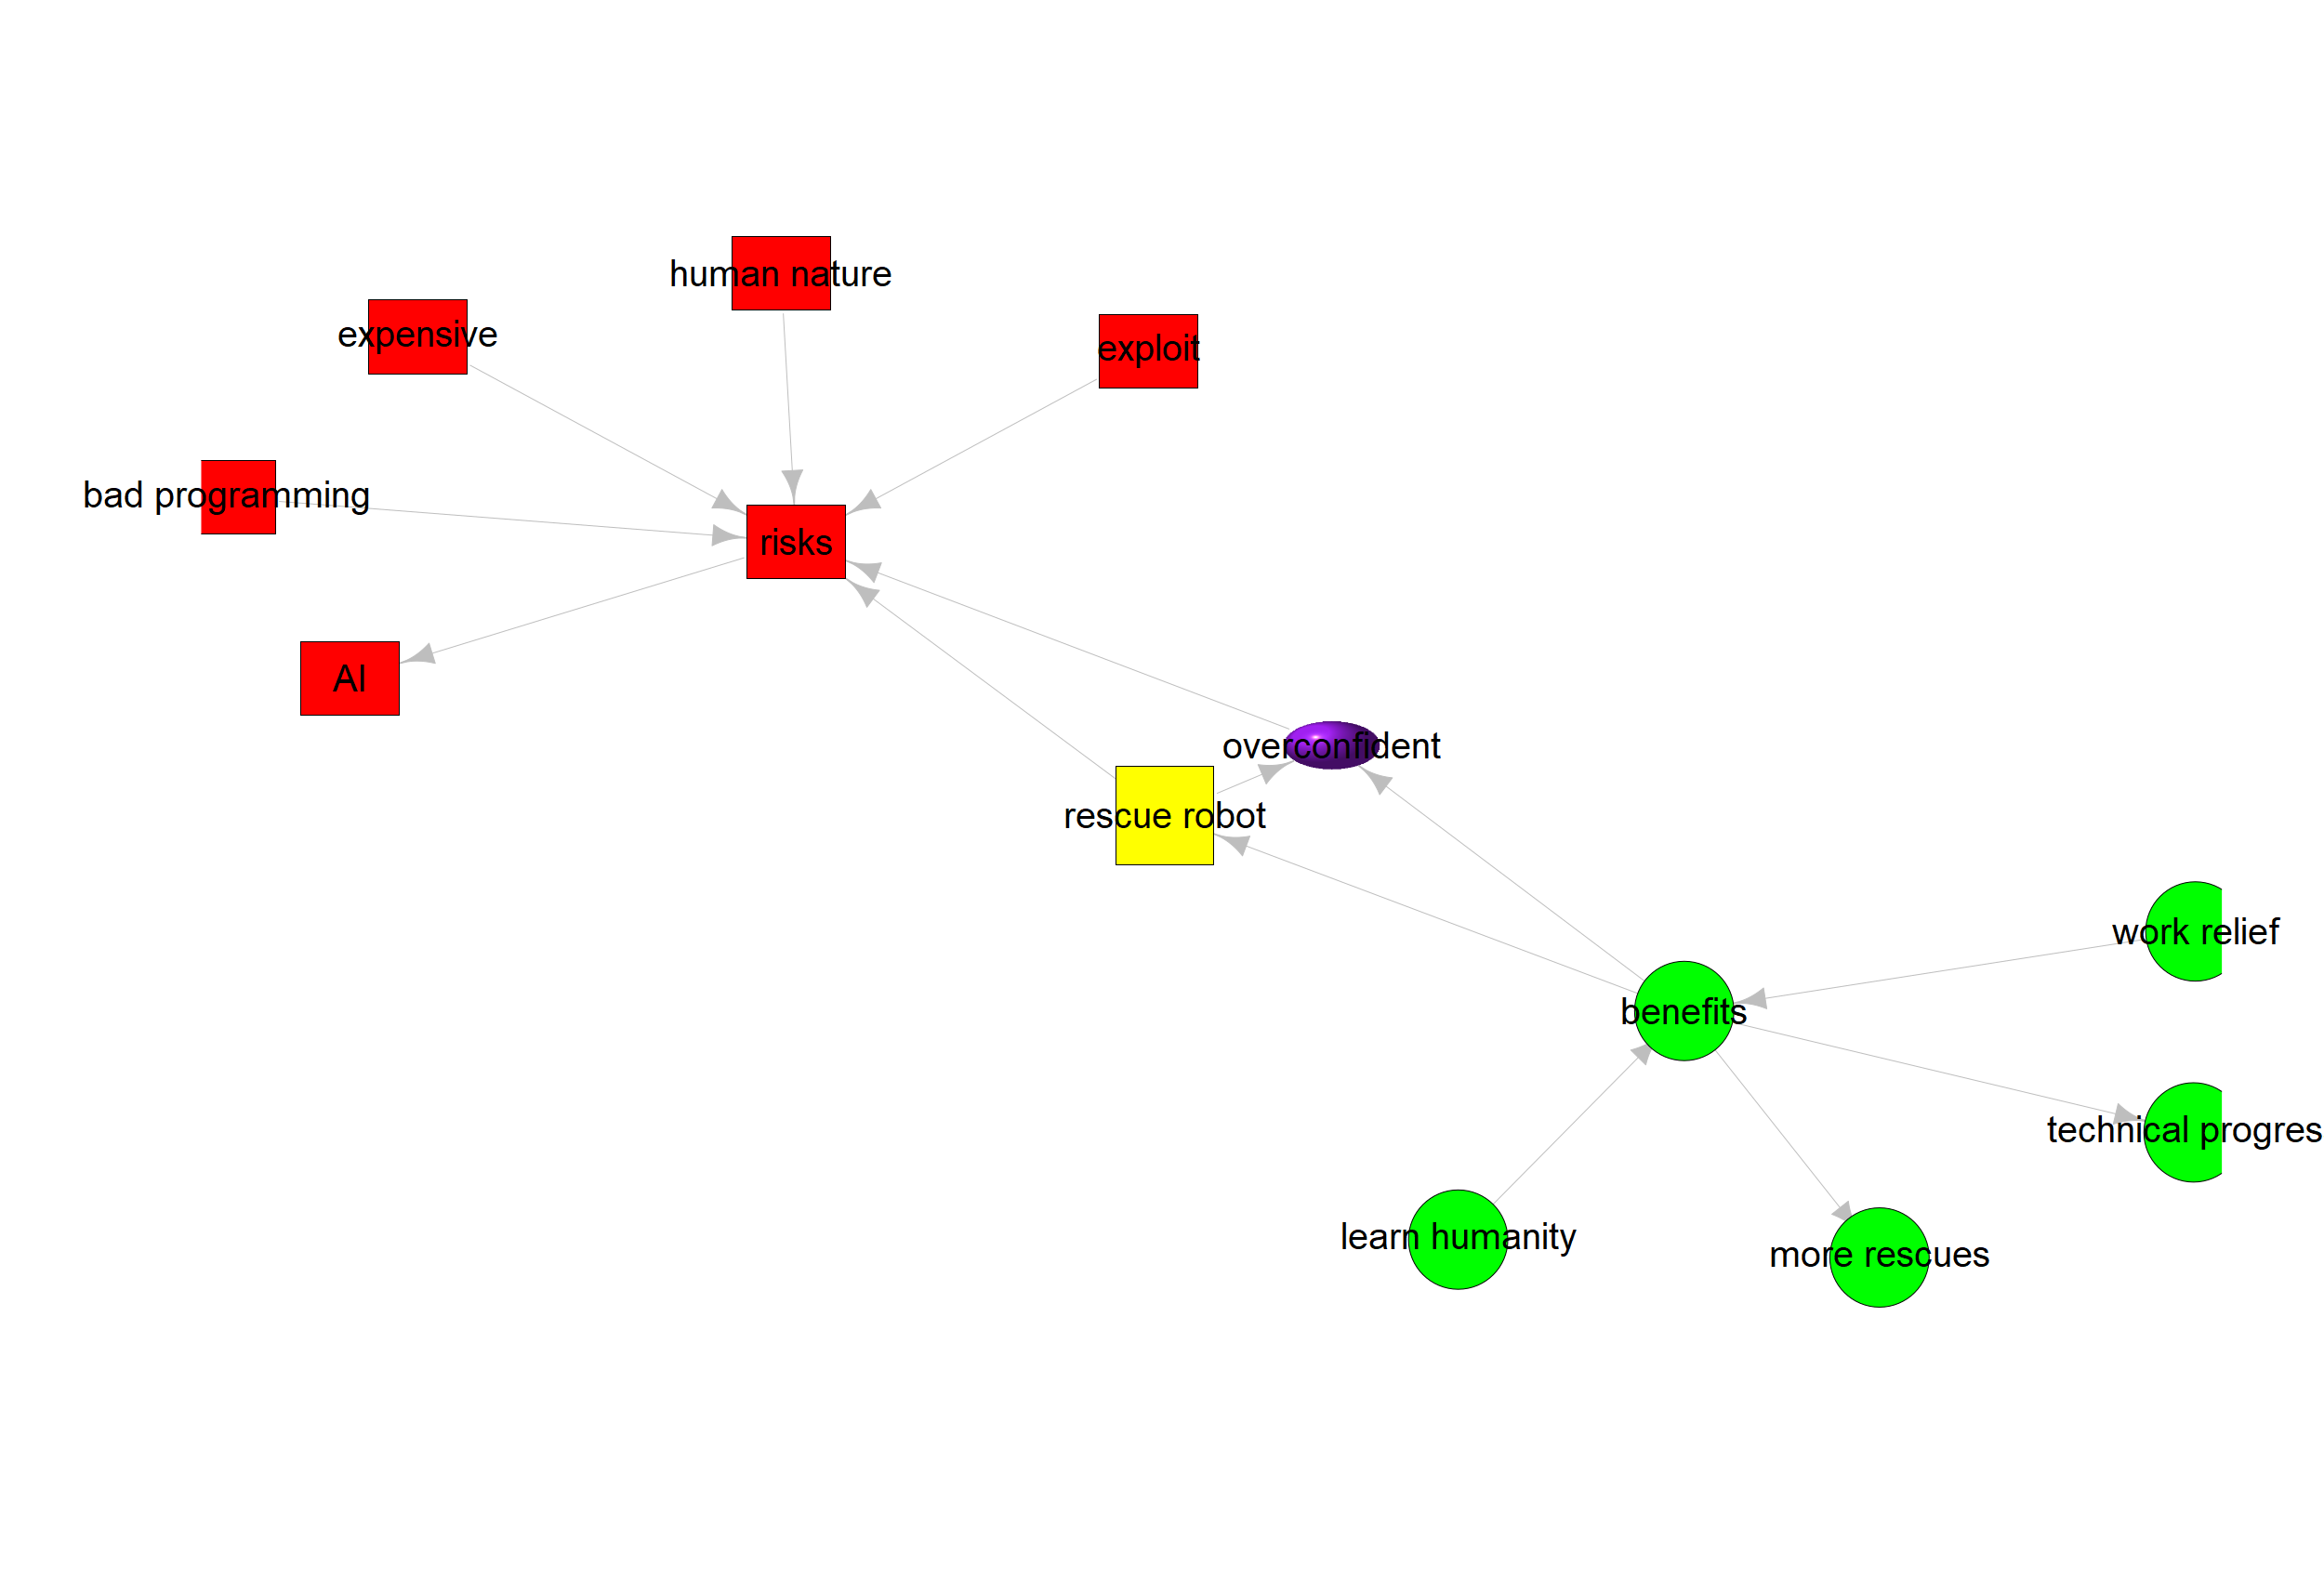 human nature
expensive
exploit
bad programming
risks
AI
overconfident
rescue robot
work relief
benefits
technical progres
learn humanity
more rescues